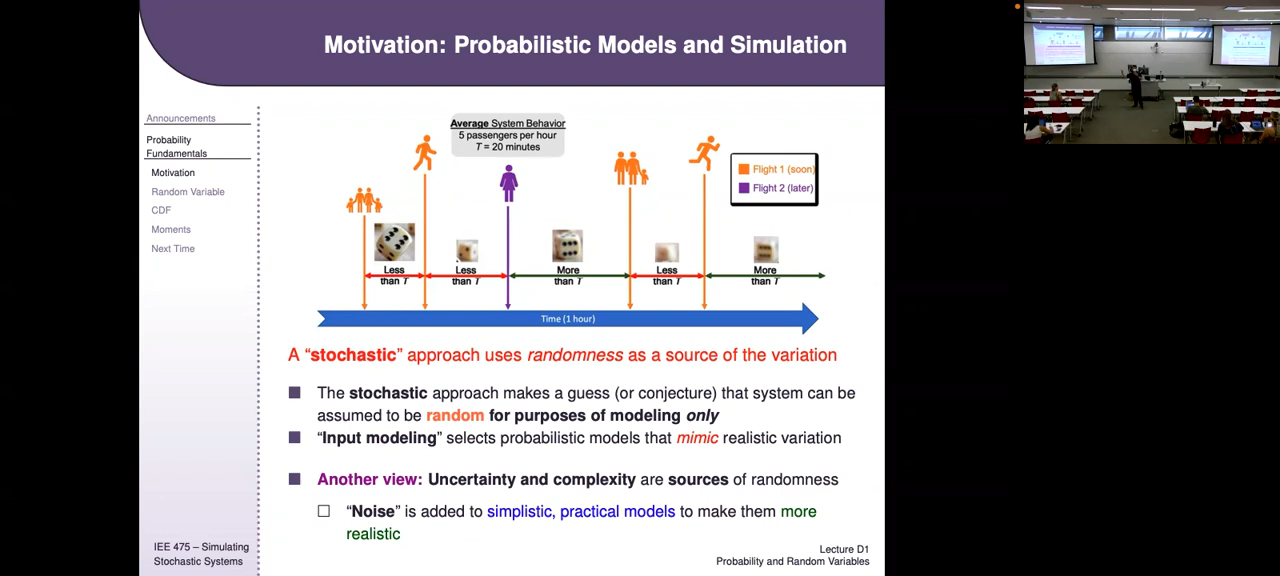 Motivation: Probabilistic Models and Simulation
Announcements
Probability
Fundamentals
Motivation
Random Variable
CDF
Moments
Next Time
Average System Behavior
5 passengers per hour
T = 20 minutes
Flight 1 (soon)
Flight 2 (later)
Less
than T
Less
than T
More
than T
Less
than T
More
than T
Time (1 hour)
A “stochastic” approach uses randomness as a source of the variation
The stochastic approach makes a guess (or conjecture) that system can be
assumed to be random for purposes of modeling only
“Input modeling” selects probabilistic models that mimic realistic variation
Another view: Uncertainty and complexity are sources of randomness
“Noise” is added to simplistic, practical models to make them more
realistic
IEE 475 – Simulating
Stochastic Systems
Lecture D1
Probability and Random Variables